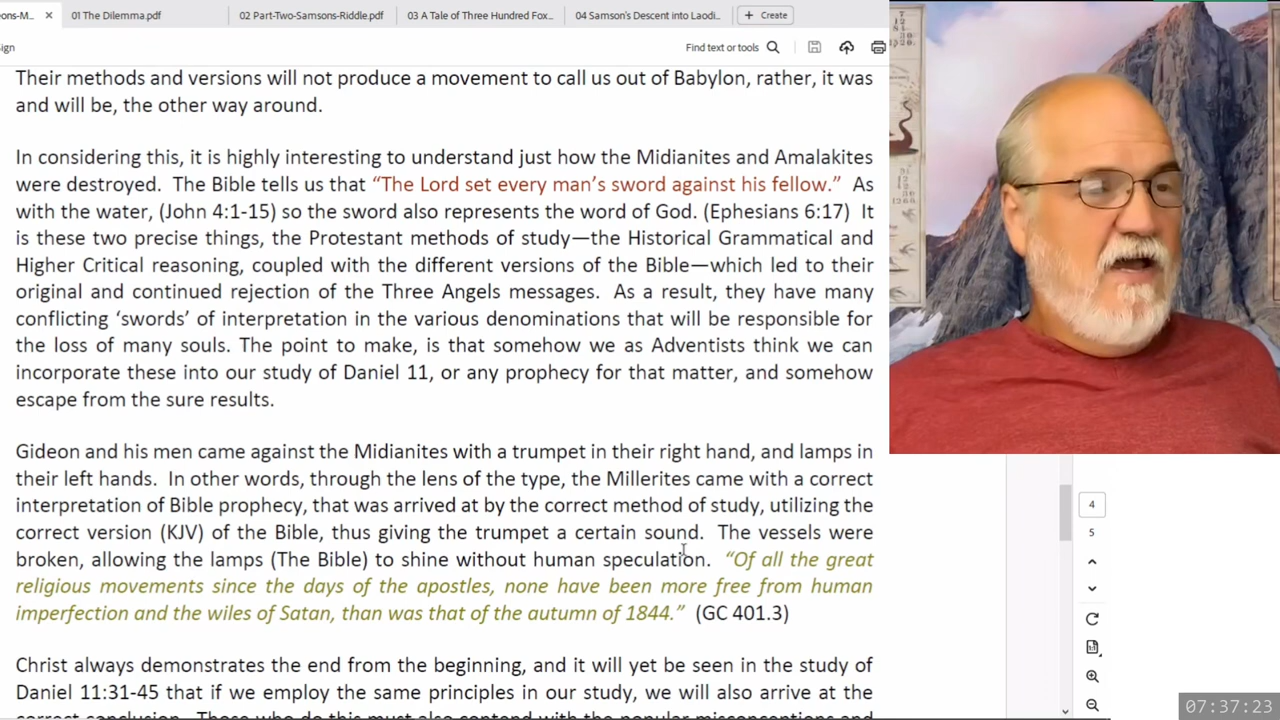 eons-M...
01 The Dilemma.pdf
02 Part-Two-Samsons-Riddle.pdf
03 A Tale of Three Hundred Fox...
04 Samson's Descent into Laodi...
+ Create
ign
Find text or tools
Their methods and versions will not produce a movement to call us out of Babylon, rather, it was
and will be, the other way around.
In considering this, it is highly interesting to understand just how the Midianites and Amalakites
were destroyed. The Bible tells us that “The Lord set every man’s sword against his fellow.” As
with the water, (John 4:1-15) so the sword also represents the word of God. (Ephesians 6:17) It
is these two precise things, the Protestant methods of study—the Historical Grammatical and
Higher Critical reasoning, coupled with the different versions of the Bible—which led to their
original and continued rejection of the Three Angels messages. As a result, they have many
conflicting ‘swords’ of interpretation in the various denominations that will be responsible for
the loss of many souls. The point to make, is that somehow we as Adventists think we can
incorporate these into our study of Daniel 11, or any prophecy for that matter, and somehow
escape from the sure results.
Gideon and his men came against the Midianites with a trumpet in their right hand, and lamps in
their left hands. In other words, through the lens of the type, the Millerites came with a correct
interpretation of Bible prophecy, that was arrived at by the correct method of study, utilizing the
correct version (KJV) of the Bible, thus giving the trumpet a certain sound. The vessels were
broken, allowing the lamps (The Bible) to shine without human speculation. “Of all the great
religious movements since the days of the apostles, none have been more free from human
imperfection and the wiles of Satan, than was that of the autumn of 1844.” (GC 401.3)
Christ always demonstrates the end from the beginning, and it will yet be seen in the study of
Daniel 11:31-45 that if we employ the same principles in our study, we will also arrive at the
4
5
07:37:23